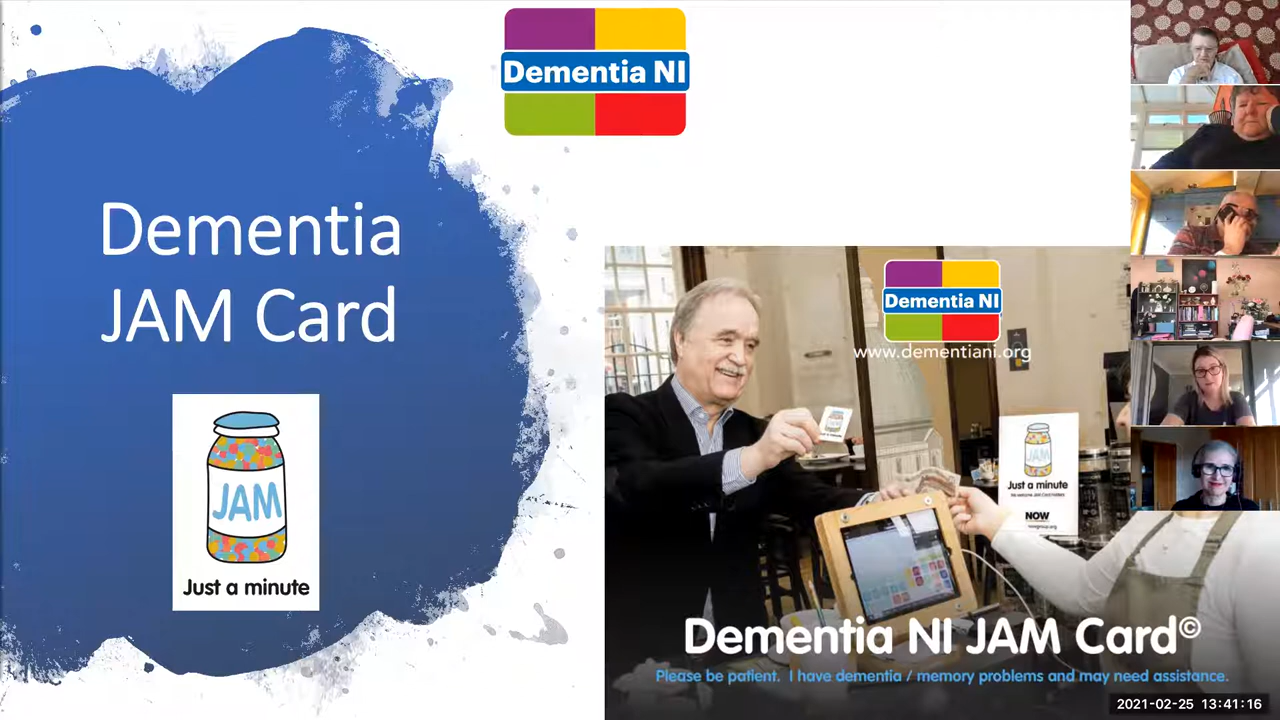 Dementia NI
Dementia
JAM Card
JAM
Just a minute
Dementia NI
www.dementiani.org
JAM
Just a minute
NOW
Dementia NI JAM Card©
Please be patient. I have dementia / memory problems and may need assistance.
2021-02-25 13:41:16